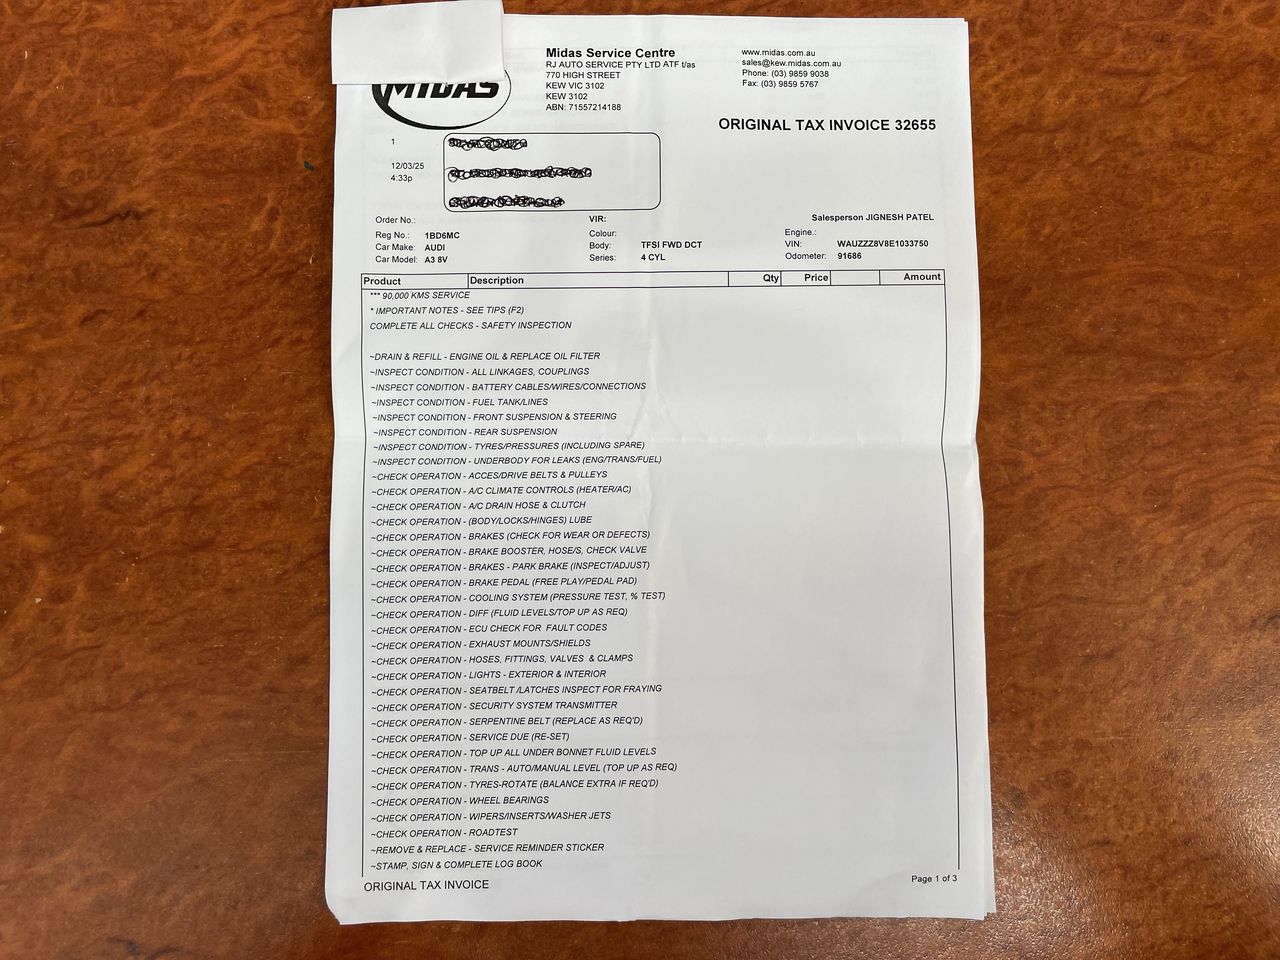 MIDAS
Midas Service Centre
RJ AUTO SERVICE PTY LTD ATF t/as
770 HIGH STREET
KEW VIC 3102
KEW 3102
ABN: 71557214188
www.midas.com.au
sales@kew.midas.com.au
Phone: (03) 9859 9038
Fax: (03) 9859 5767
ORIGINAL TAX INVOICE 32655
1
12/03/25
4:33p
Order No.:
VIR:
Salesperson JIGNESH PATEL
Reg No.: 1BD6MC
Colour:
Engine.:
Car Make: AUDI
Body: TFSI FWD DCT
VIN: WAUZZZ8V8E1033750
Car Model: A3 8V
Series: 4 CYL
Odometer: 91686
Product Description Qty Price Amount
*** 90,000 KMS SERVICE
* IMPORTANT NOTES - SEE TIPS (F2)
COMPLETE ALL CHECKS - SAFETY INSPECTION
~DRAIN & REFILL - ENGINE OIL & REPLACE OIL FILTER
~INSPECT CONDITION - ALL LINKAGES, COUPLINGS
~INSPECT CONDITION - BATTERY CABLES/WIRES/CONNECTIONS
~INSPECT CONDITION - FUEL TANK/LINES
~INSPECT CONDITION - FRONT SUSPENSION & STEERING
~INSPECT CONDITION - REAR SUSPENSION
~INSPECT CONDITION - TYRES/PRESSURES (INCLUDING SPARE)
~INSPECT CONDITION - UNDERBODY FOR LEAKS (ENG/TRANS/FUEL)
~CHECK OPERATION - ACCES/DRIVE BELTS & PULLEYS
~CHECK OPERATION - A/C CLIMATE CONTROLS (HEATER/AC)
~CHECK OPERATION - A/C DRAIN HOSE & CLUTCH
~CHECK OPERATION - (BODY/LOCKS/HINGES) LUBE
~CHECK OPERATION - BRAKES (CHECK FOR WEAR OR DEFECTS)
~CHECK OPERATION - BRAKE BOOSTER, HOSE/S, CHECK VALVE
~CHECK OPERATION - BRAKES - PARK BRAKE (INSPECT/ADJUST)
~CHECK OPERATION - BRAKE PEDAL (FREE PLAY/PEDAL PAD)
~CHECK OPERATION - COOLING SYSTEM (PRESSURE TEST, % TEST)
~CHECK OPERATION - DIFF (FLUID LEVELS/TOP UP AS REQ)
~CHECK OPERATION - ECU CHECK FOR FAULT CODES
~CHECK OPERATION - EXHAUST MOUNTS/SHIELDS
~CHECK OPERATION - HOSES, FITTINGS, VALVES & CLAMPS
~CHECK OPERATION - LIGHTS - EXTERIOR & INTERIOR
~CHECK OPERATION - SEATBELT /LATCHES INSPECT FOR FRAYING
~CHECK OPERATION - SECURITY SYSTEM TRANSMITTER
~CHECK OPERATION - SERPENTINE BELT (REPLACE AS REQ'D)
~CHECK OPERATION - SERVICE DUE (RE-SET)
~CHECK OPERATION - TOP UP ALL UNDER BONNET FLUID LEVELS
~CHECK OPERATION - TRANS - AUTO/MANUAL LEVEL (TOP UP AS REQ)
~CHECK OPERATION - TYRES-ROTATE (BALANCE EXTRA IF REQ'D)
~CHECK OPERATION - WHEEL BEARINGS
~CHECK OPERATION - WIPERS/INSERTS/WASHER JETS
~CHECK OPERATION - ROADTEST
~REMOVE & REPLACE - SERVICE REMINDER STICKER
~STAMP, SIGN & COMPLETE LOG BOOK
ORIGINAL TAX INVOICE
Page 1 of 3